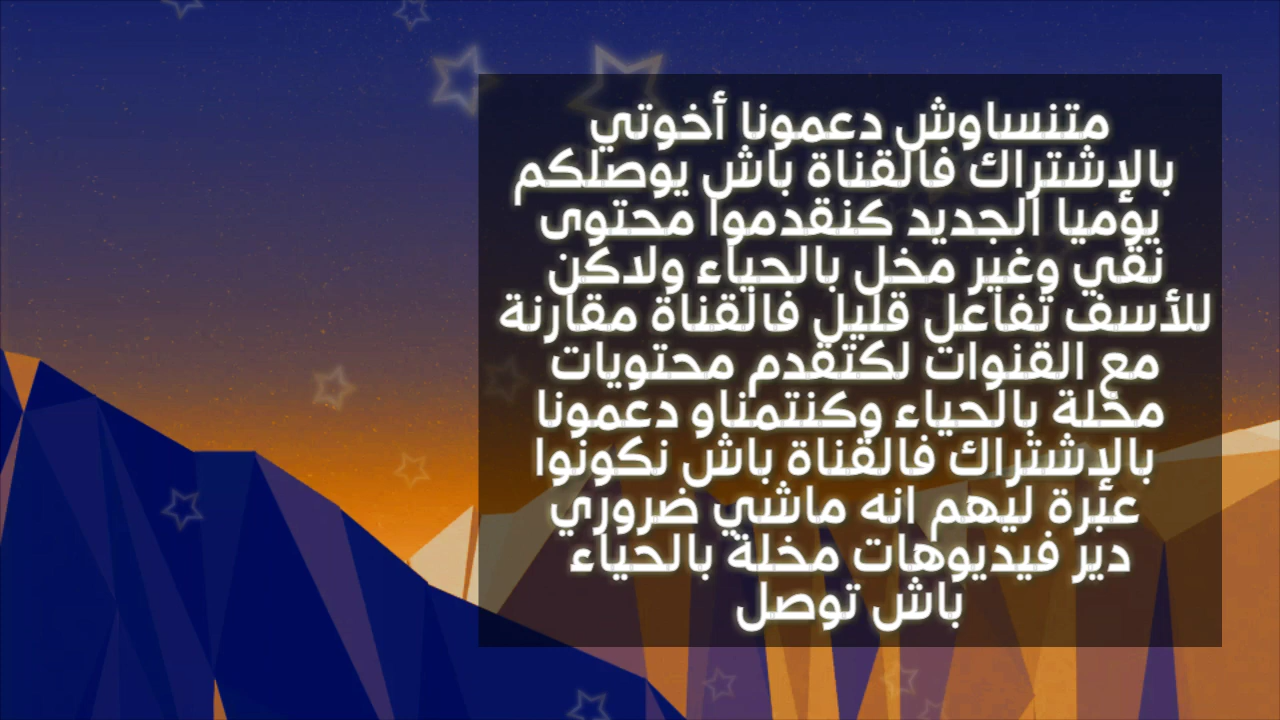 متنساوش دعمونا أخوتي
بالإشتراك فالقناة باش يوصلكم
يؤميا الجديد كنقدموا محتوى
نقي وغير مخل بالحياء ولاكن
للأسف تفاعل قليل فالقناة مقارنة
مع القنوات لكتقدم محتويات
مخلة بالحياء وكنتمناو دعمونا
بالإشتراك فالقناة باش نكونوا
عبرة ليهم انه ماشي ضروري
دير فيديوهات مخلة بالحياء
باش توصل